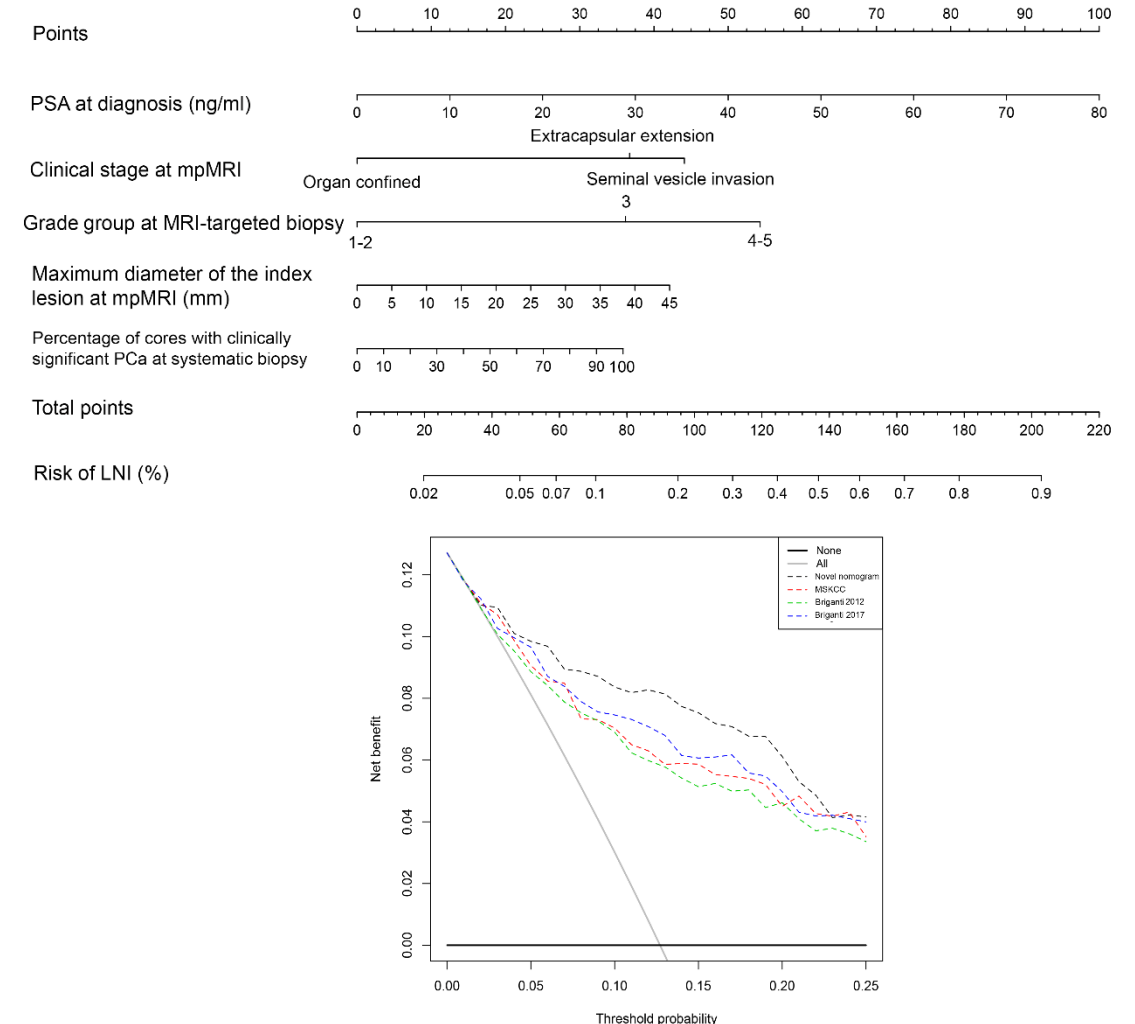 0 10 20 30 40 50 60 70 80 90 100
Points
PSA at diagnosis (ng/ml)
0 10 20 30 40 50 60 70 80
Extracapsular extension
Clinical stage at mpMRI
Organ confined
Seminal vesicle invasion
3
Grade group at MRI-targeted biopsy
1-2
4-5
Maximum diameter of the index
lesion at mpMRI (mm)
0 5 10 15 20 25 30 35 40 45
Percentage of cores with clinically
significant PCa at systematic biopsy
0 10 30 50 70 90 100
Total points
0 20 40 60 80 100 120 140 160 180 200 220
Risk of LNI (%)
0.02 0.05 0.07 0.1 0.2 0.3 0.4 0.5 0.6 0.7 0.8 0.9
None
All
Novel nomogram
MSKCC
Briganti 2012
Briganti 2017
Net benefit
0.12
0.10
0.08
0.06
0.04
0.02
0.00
0.00 0.05 0.10 0.15 0.20 0.25
Threshold probability